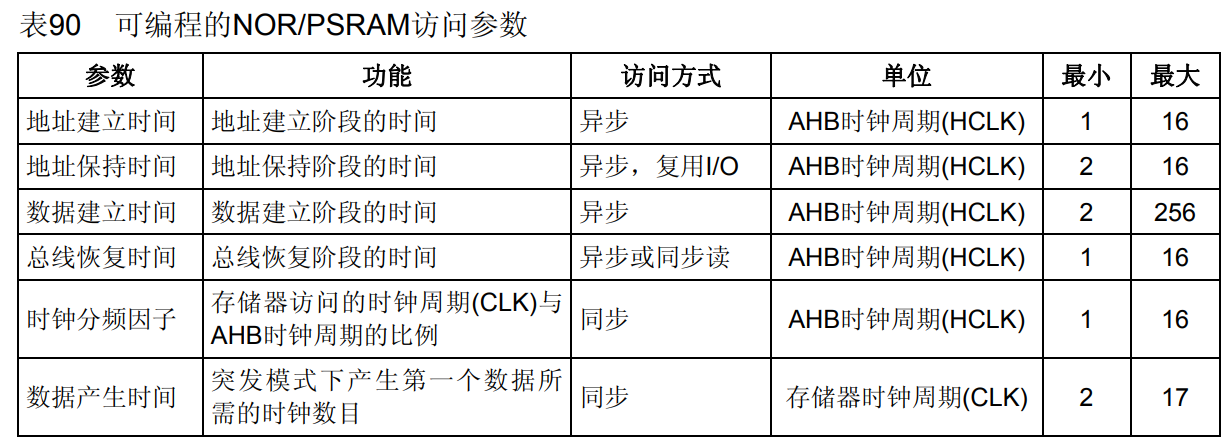 表90 可编程的NOR/PSRAM访问参数
参数 功能 访问方式 单位 最小 最大
地址建立时间 地址建立阶段的时间 异步 AHB时钟周期(HCLK) 1 16
地址保持时间 地址保持阶段的时间 异步，复用I/O AHB时钟周期(HCLK) 2 16
数据建立时间 数据建立阶段的时间 异步 AHB时钟周期(HCLK) 2 256
总线恢复时间 总线恢复阶段的时间 异步或同步读 AHB时钟周期(HCLK) 1 16
时钟分频因子 存储器访问的时钟周期(CLK)与
AHB时钟周期的比例 同步 AHB时钟周期(HCLK) 1 16
数据产生时间 突发模式下产生第一个数据所
需的时钟数目 同步 存储器时钟周期(CLK) 2 17